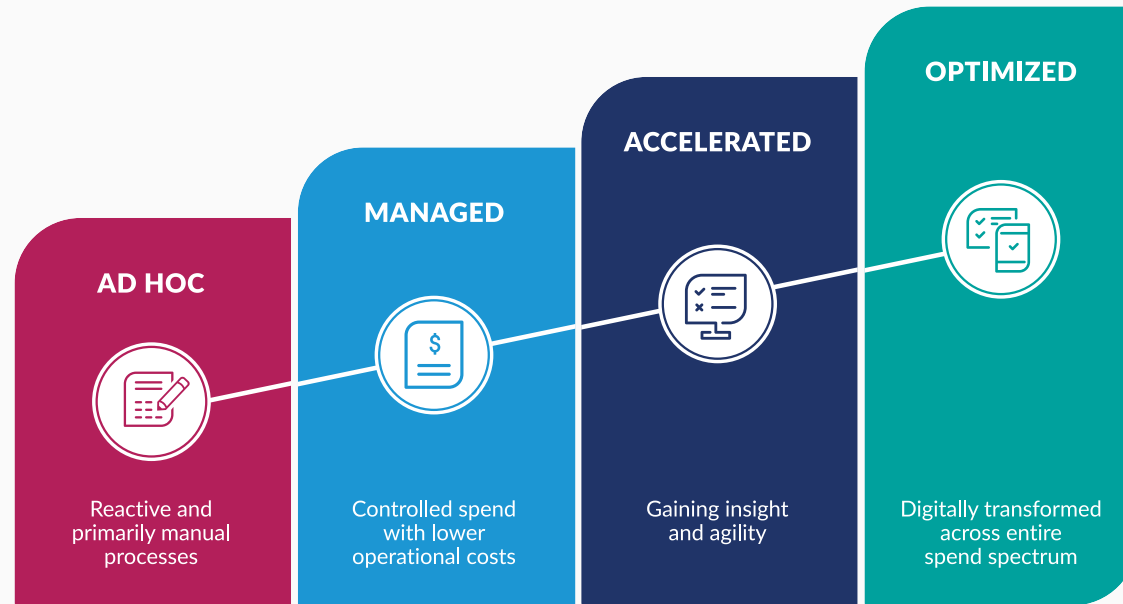 AD HOC
Reactive and
primarily manual
processes
MANAGED
$
Controlled spend
with lower
operational costs
ACCELERATED
Gaining insight
and agility
OPTIMIZED
Digitally transformed
across entire
spend spectrum